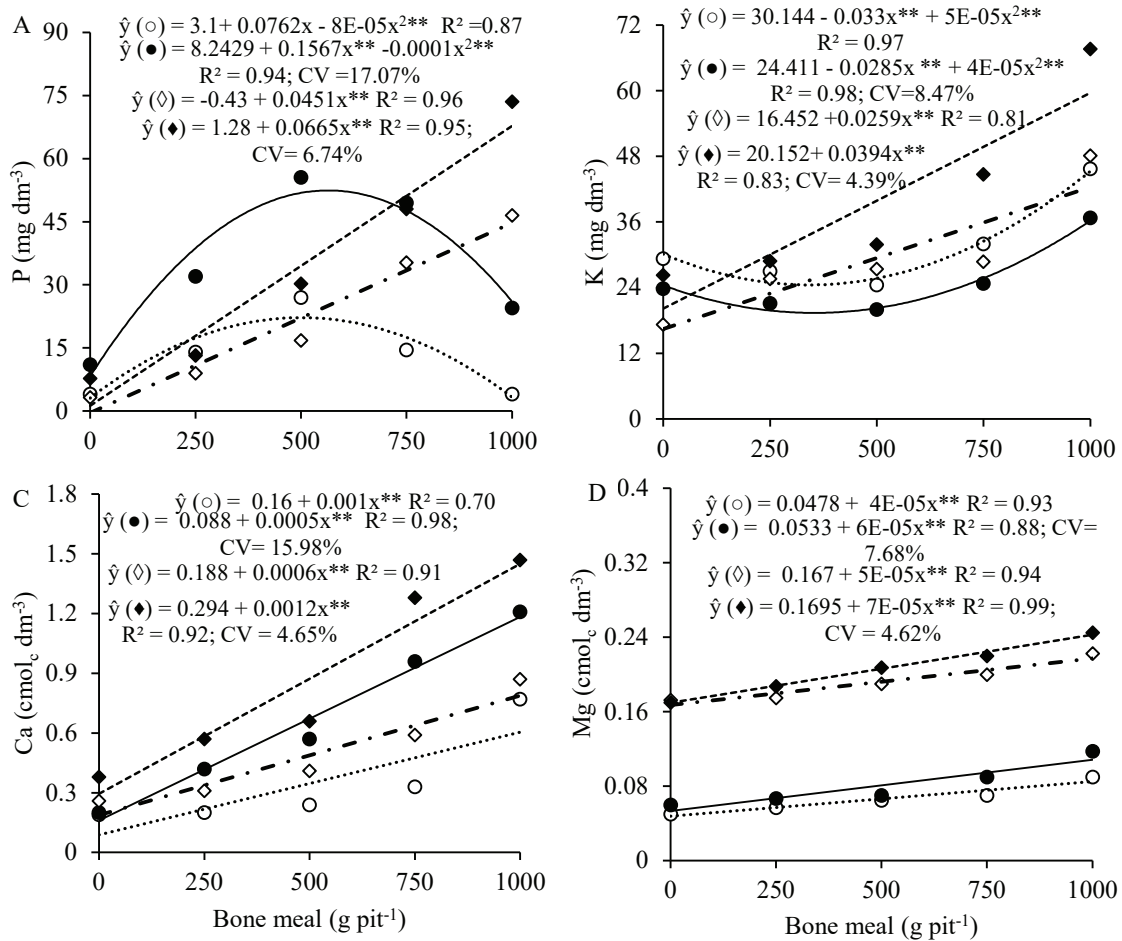 A
ŷ (○) = 3.1+ 0.0762x - 8E-05x²** R² =0.87
ŷ (●) = 8.2429 + 0.1567x** -0.0001x²**
R² = 0.94; CV =17.07%
ŷ (◊) = -0.43 + 0.0451x** R² = 0.96
ŷ (♦) = 1.28 + 0.0665x** R² = 0.95;
CV= 6.74%
P (mg dm⁻³)
90
75
60
45
30
15
0
0 250 500 750 1000
ŷ (○) = 30.144 - 0.033x** + 5E-05x²**
R² = 0.97
ŷ (●) = 24.411 - 0.0285x ** + 4E-05x²**
R² = 0.98; CV=8.47%
ŷ (◊) = 16.452 +0.0259x** R² = 0.81
ŷ (♦) = 20.152+ 0.0394x**
R² = 0.83; CV= 4.39%
K (mg dm⁻³)
72
60
48
36
24
12
0
0 250 500 750 1000
C
ŷ (○) = 0.16 + 0.001x** R² = 0.70
ŷ (●) = 0.088 + 0.0005x** R² = 0.98;
CV= 15.98%
ŷ (◊) = 0.188 + 0.0006x** R² = 0.91
ŷ (♦) = 0.294 + 0.0012x**
R² = 0.92; CV = 4.65%
Ca (cmol꜀ dm⁻³)
1.8
1.5
1.2
0.9
0.6
0.3
0
0 250 500 750 1000
Bone meal (g pit⁻¹)
D
ŷ (○) = 0.0478 + 4E-05x** R² = 0.93
ŷ (●) = 0.0533 + 6E-05x** R² = 0.88; CV=
7.68%
ŷ (◊) = 0.167 + 5E-05x** R² = 0.94
ŷ (♦) = 0.1695 + 7E-05x** R² = 0.99;
CV = 4.62%
Mg (cmol꜀ dm⁻³)
0.4
0.32
0.24
0.16
0.08
0
0 250 500 750 1000
Bone meal (g pit⁻¹)